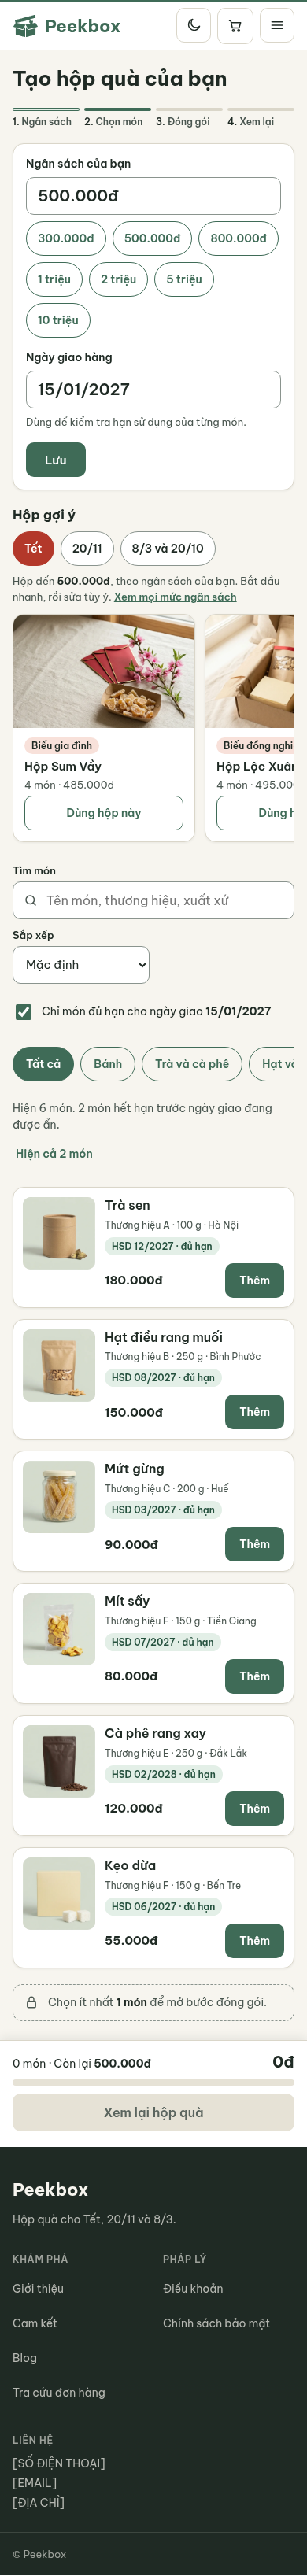 Peekbox
Tạo hộp quà của bạn
1. Ngân sách
2. Chọn món
3. Đóng gói
4. Xem lại
Ngân sách của bạn
500.000đ
300.000đ
500.000đ
800.000đ
1 triệu
2 triệu
5 triệu
10 triệu
Ngày giao hàng
15/01/2027
Dùng để kiểm tra hạn sử dụng của từng món.
Lưu
Hộp gợi ý
Tết
20/11
8/3 và 20/10
Hộp đến 500.000đ, theo ngân sách của bạn. Bắt đầu
nhanh, rồi sửa tùy ý. Xem mọi mức ngân sách
Biếu gia đình
Hộp Sum Vầy
4 món · 485.000đ
Dùng hộp này
Biếu đồng nghiệ
Hộp Lộc Xuân
4 món · 495.000
Dùng h
Tìm món
Tên món, thương hiệu, xuất xứ
Sắp xếp
Mặc định
Chỉ món đủ hạn cho ngày giao 15/01/2027
Tất cả
Bánh
Trà và cà phê
Hạt và
Hiện 6 món. 2 món hết hạn trước ngày giao đang
được ẩn.
Hiện cả 2 món
Trà sen
Thương hiệu A · 100 g · Hà Nội
HSD 12/2027 · đủ hạn
180.000đ
Thêm
Hạt điều rang muối
Thương hiệu B · 250 g · Bình Phước
HSD 08/2027 · đủ hạn
150.000đ
Thêm
Mứt gừng
Thương hiệu C · 200 g · Huế
HSD 03/2027 · đủ hạn
90.000đ
Thêm
Mít sấy
Thương hiệu F · 150 g · Tiền Giang
HSD 07/2027 · đủ hạn
80.000đ
Thêm
Cà phê rang xay
Thương hiệu E · 250 g · Đắk Lắk
HSD 02/2028 · đủ hạn
120.000đ
Thêm
Kẹo dừa
Thương hiệu F · 150 g · Bến Tre
HSD 06/2027 · đủ hạn
55.000đ
Thêm
Chọn ít nhất 1 món để mở bước đóng gói.
0 món · Còn lại 500.000đ
0đ
Xem lại hộp quà
Peekbox
Hộp quà cho Tết, 20/11 và 8/3.
KHÁM PHÁ
Giới thiệu
Cam kết
Blog
Tra cứu đơn hàng
PHÁP LÝ
Điều khoản
Chính sách bảo mật
LIÊN HỆ
[SỐ ĐIỆN THOẠI]
[EMAIL]
[ĐỊA CHỈ]
© Peekbox